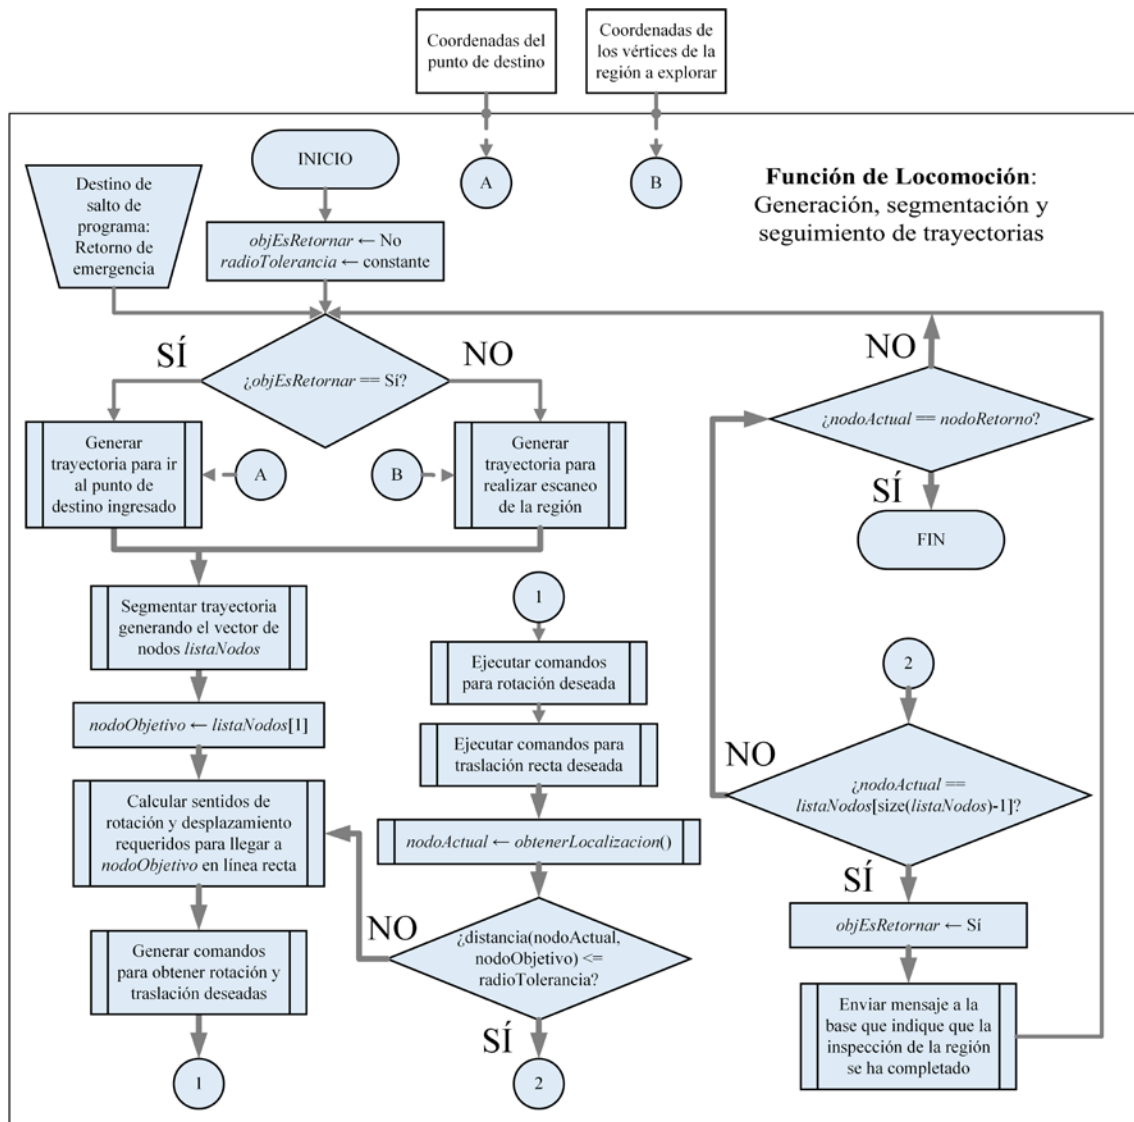 Coordenadas del
punto de destino
Coordenadas de
los vértices de la
región a explorar
A
B
Función de Locomoción:
Generación, segmentación y
seguimiento de trayectorias
INICIO
Destino de
salto de
programa:
Retorno de
emergencia
objEsRetornar ← No
radioTolerancia ← constante
¿objEsRetornar == Sí?
SÍ
NO
Generar
trayectoria para ir
al punto de
destino ingresado
A
B
Generar
trayectoria para
realizar escaneo
de la región
Segmentar trayectoria
generando el vector de
nodos listaNodos
nodoObjetivo ← listaNodos[1]
Calcular sentidos de
rotación y desplazamiento
requeridos para llegar a
nodoObjetivo en línea recta
Generar comandos
para obtener rotación y
traslación deseadas
1
1
Ejecutar comandos
para rotación deseada
Ejecutar comandos para
traslación recta deseada
nodoActual ← obtenerLocalizacion()
¿distancia(nodoActual,
nodoObjetivo) <=
radioTolerancia?
NO
SÍ
2
2
¿nodoActual ==
listaNodos[size(listaNodos)-1]?
NO
SÍ
objEsRetornar ← Sí
Enviar mensaje a la
base que indique que la
inspección de la región
se ha completado
¿nodoActual == nodoRetorno?
NO
SÍ
FIN